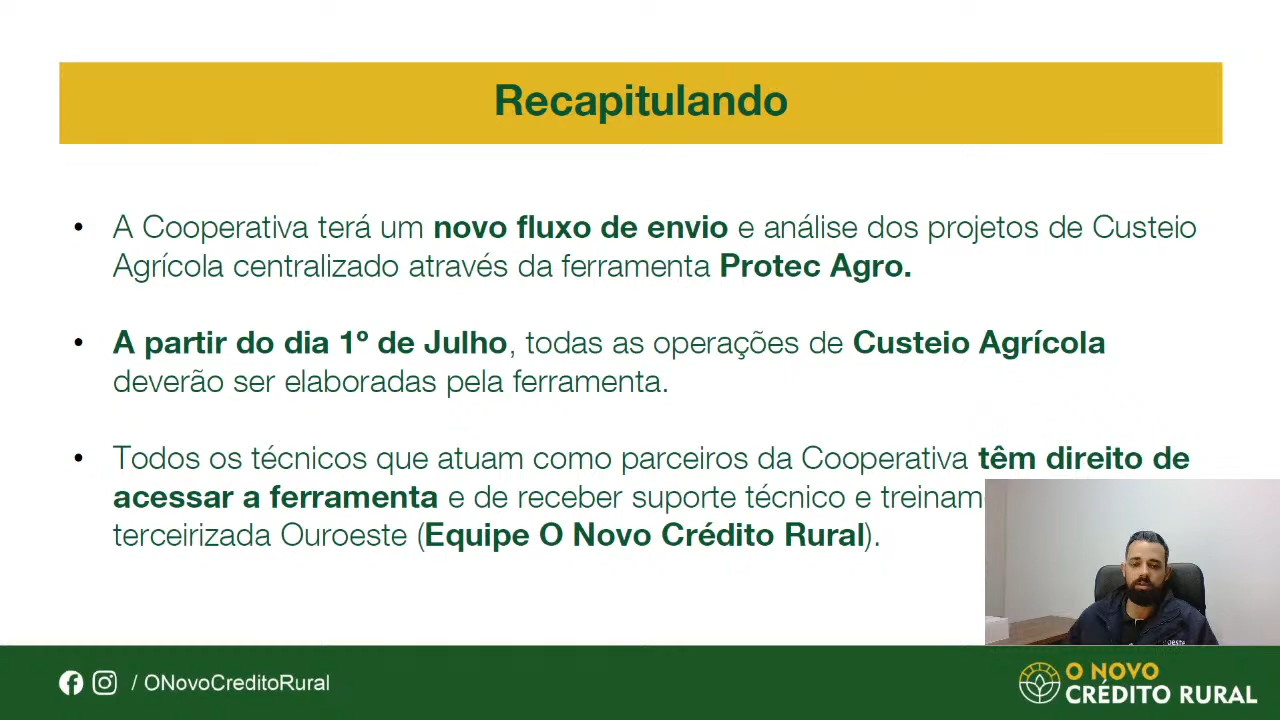 Recapitulando
• A Cooperativa terá um novo fluxo de envio e análise dos projetos de Custeio
Agrícola centralizado através da ferramenta Protec Agro.
• A partir do dia 1º de Julho, todas as operações de Custeio Agrícola
deverão ser elaboradas pela ferramenta.
• Todos os técnicos que atuam como parceiros da Cooperativa têm direito de
acessar a ferramenta e de receber suporte técnico e
terceirizada Ouroeste (Equipe O Novo Crédito Rural).
/ ONovoCreditoRural
O NOVO
CRÉDITO RURAL